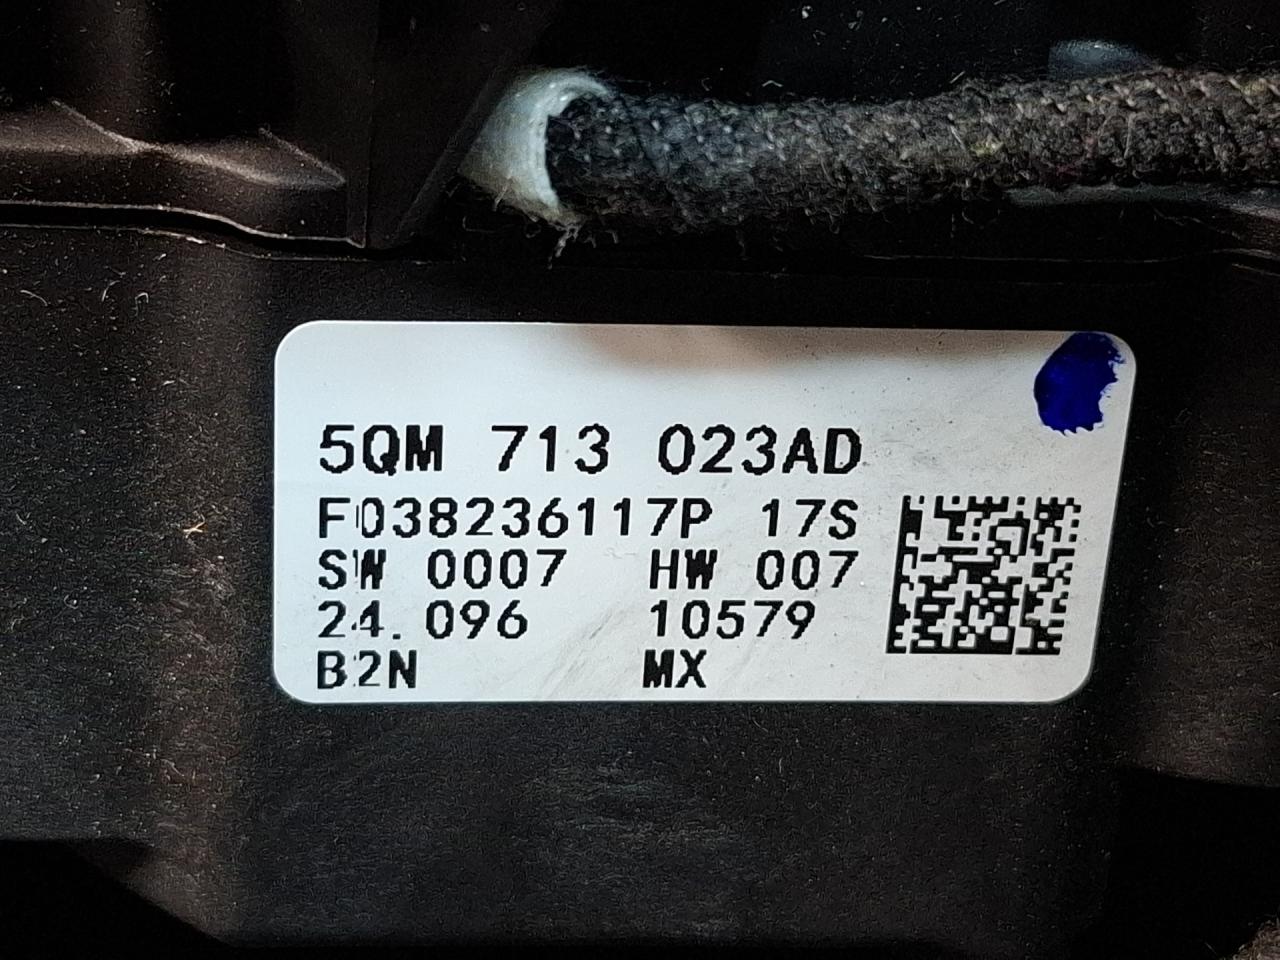 5QM 713 023AD
F038236117P 17S
SW 0007 HW 007
24.096 10579
B2N MX